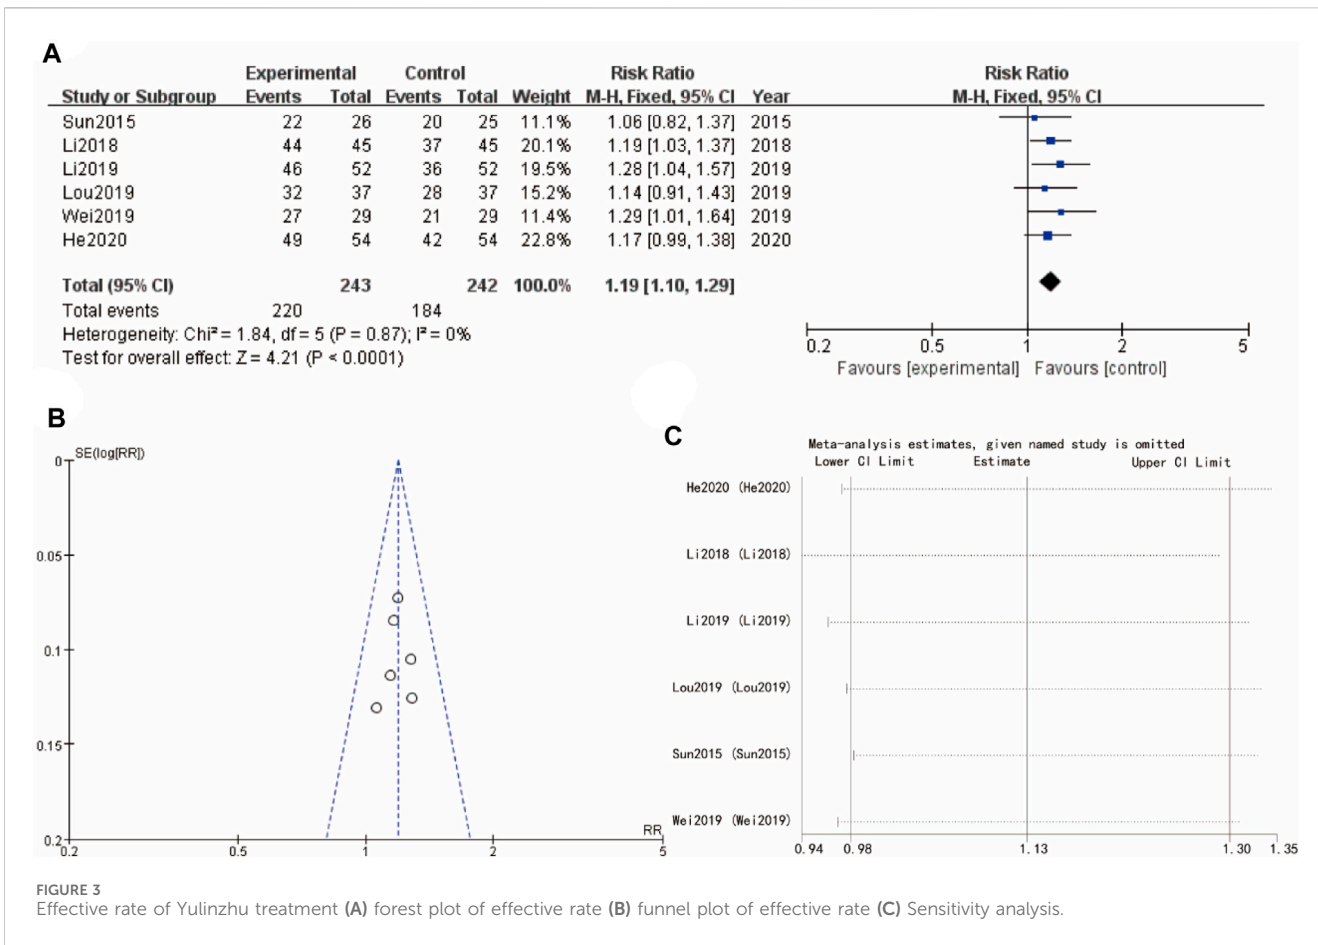 A
Experimental Control Risk Ratio Risk Ratio
Study or Subgroup Events Total Events Total Weight M-H, Fixed, 95% CI Year M-H, Fixed, 95% CI
Sun2015 22 26 20 25 11.1% 1.06 [0.82, 1.37] 2015
Li2018 44 45 37 45 20.1% 1.19 [1.03, 1.37] 2018
Li2019 46 52 36 52 19.5% 1.28 [1.04, 1.57] 2019
Lou2019 32 37 28 37 15.2% 1.14 [0.91, 1.43] 2019
Wei2019 27 29 21 29 11.4% 1.29 [1.01, 1.64] 2019
He2020 49 54 42 54 22.8% 1.17 [0.99, 1.38] 2020
Total (95% CI) 243 242 100.0% 1.19 [1.10, 1.29]
Total events 220 184
Heterogeneity: Chi² = 1.84, df = 5 (P = 0.87); I² = 0%
Test for overall effect: Z = 4.21 (P < 0.0001)
0.2 0.5 1 2 5
Favours [experimental] Favours [control]
B
SE(log[RR])
0
0.05
0.1
0.15
0.2
RR
0.2 0.5 1 2 5
C
Meta-analysis estimates, given named study is omitted
Lower CI Limit Estimate Upper CI Limit
He2020 (He2020)
Li2018 (Li2018)
Li2019 (Li2019)
Lou2019 (Lou2019)
Sun2015 (Sun2015)
Wei2019 (Wei2019)
0.94 0.98 1.13 1.30 1.35
FIGURE 3
Effective rate of Yulinzhu treatment (A) forest plot of effective rate (B) funnel plot of effective rate (C) Sensitivity analysis.